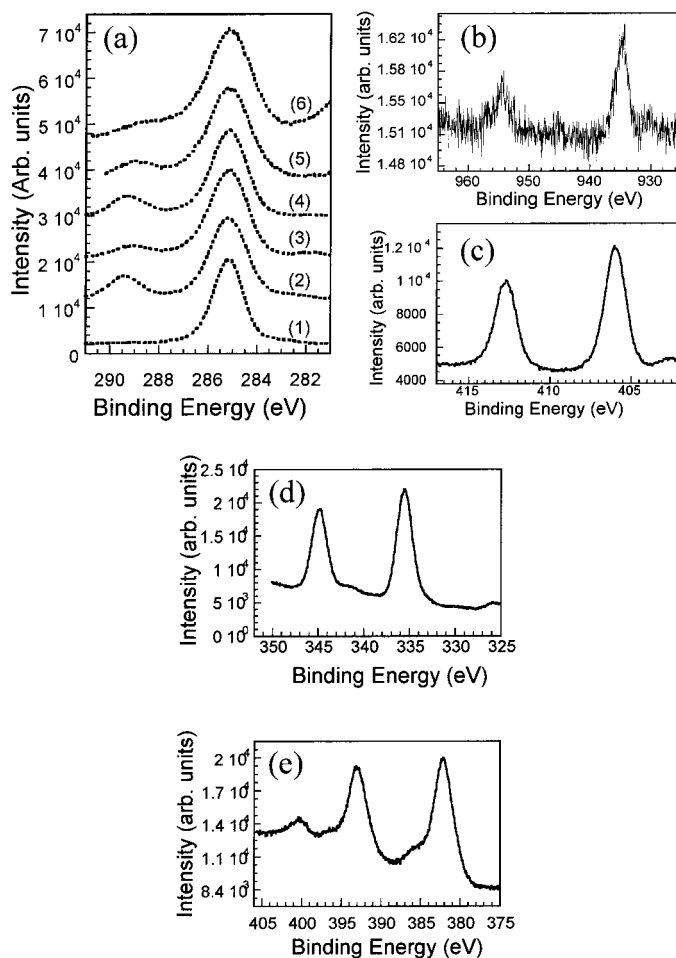 (a)
Intensity (Arb. units)
7 10⁴
6 10⁴
5 10⁴
4 10⁴
3 10⁴
2 10⁴
1 10⁴
0
(6)
(5)
(4)
(3)
(2)
(1)
290 288 286 284 282
Binding Energy (eV)
(b)
Intensity (arb. units)
1.62 10⁴
1.58 10⁴
1.55 10⁴
1.51 10⁴
1.48 10⁴
960 950 940 930
Binding Energy (eV)
(c)
Intensity (arb. units)
1.2 10⁴
1 10⁴
8000
6000
4000
415 410 405
Binding Energy (eV)
(d)
Intensity (arb. units)
2.5 10⁴
2 10⁴
1.5 10⁴
1 10⁴
5 10³
0 10⁰
350 345 340 335 330 325
Binding Energy (eV)
(e)
Intensity (arb. units)
2 10⁴
1.7 10⁴
1.4 10⁴
1.1 10⁴
8.4 10³
405 400 395 390 385 380 375
Binding Energy (eV)